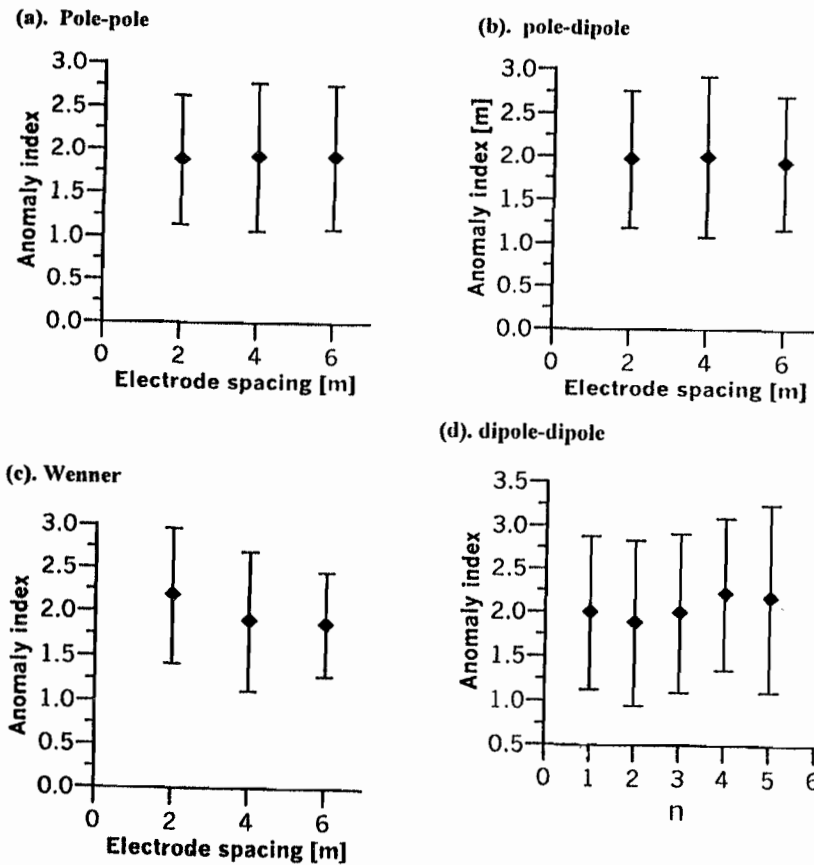 (a). Pole-pole
Anomaly index
3.0
2.5
2.0
1.5
1.0
0.5
0.0
0 2 4 6
Electrode spacing [m]
(b). pole-dipole
Anomaly index [m]
3.0
2.5
2.0
1.5
1.0
0.5
0.0
0 2 4 6
Electrode spacing [m]
(c). Wenner
Anomaly index
3.0
2.5
2.0
1.5
1.0
0.5
0.0
0 2 4 6
Electrode spacing [m]
(d). dipole-dipole
Anomaly index
3.5
3.0
2.5
2.0
1.5
1.0
0.5
0 1 2 3 4 5 6
n